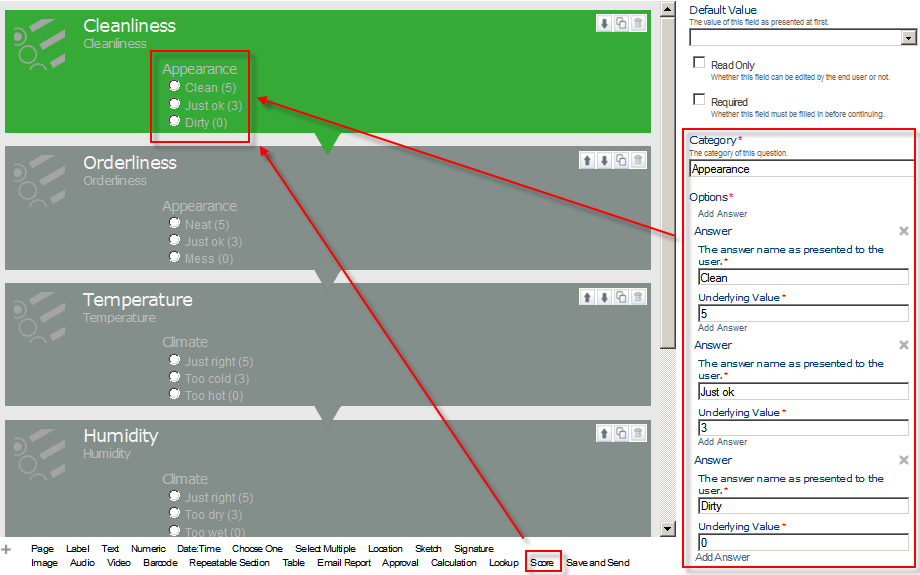 Cleanliness
Cleanliness
Appearance
Clean (5)
Just ok (3)
Dirty (0)
Orderliness
Orderliness
Appearance
Neat (5)
Just ok (3)
Mess (0)
Temperature
Temperature
Climate
Just right (5)
Too cold (3)
Too hot (0)
Humidity
Humidity
Climate
Just right (5)
Too dry (3)
Too wet (0)
Page Label Text Numeric Date:Time Choose One Select Multiple Location Sketch Signature
Image Audio Video Barcode Repeatable Section Table Email Report Approval Calculation Lookup Score Save and Send
Default Value
The value of this field as presented at first.
Read Only
Whether this field can be edited by the end user or not.
Required
Whether this field must be filled in before continuing.
Category*
The category of this question.
Appearance
Options*
Add Answer
Answer
The answer name as presented to the
user.*
Clean
Underlying Value *
5
Add Answer
Answer
The answer name as presented to the
user.*
Just ok
Underlying Value *
3
Add Answer
Answer
The answer name as presented to the
user.*
Dirty
Underlying Value *
0
Add Answer